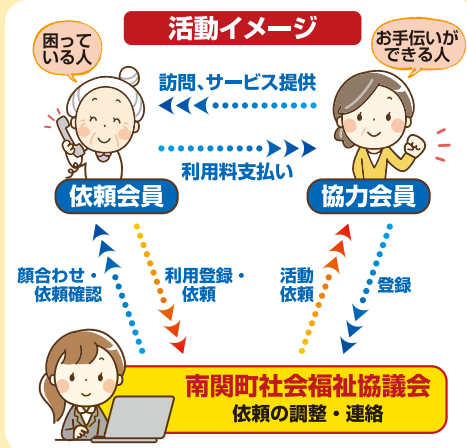 活動イメージ
困って
いる人
お手伝いが
できる人
訪問、サービス提供
利用料支払い
依頼会員
協力会員
顔合わせ・
依頼確認
利用登録・
依頼
活動
依頼
登録
南関町社会福祉協議会
依頼の調整・連絡